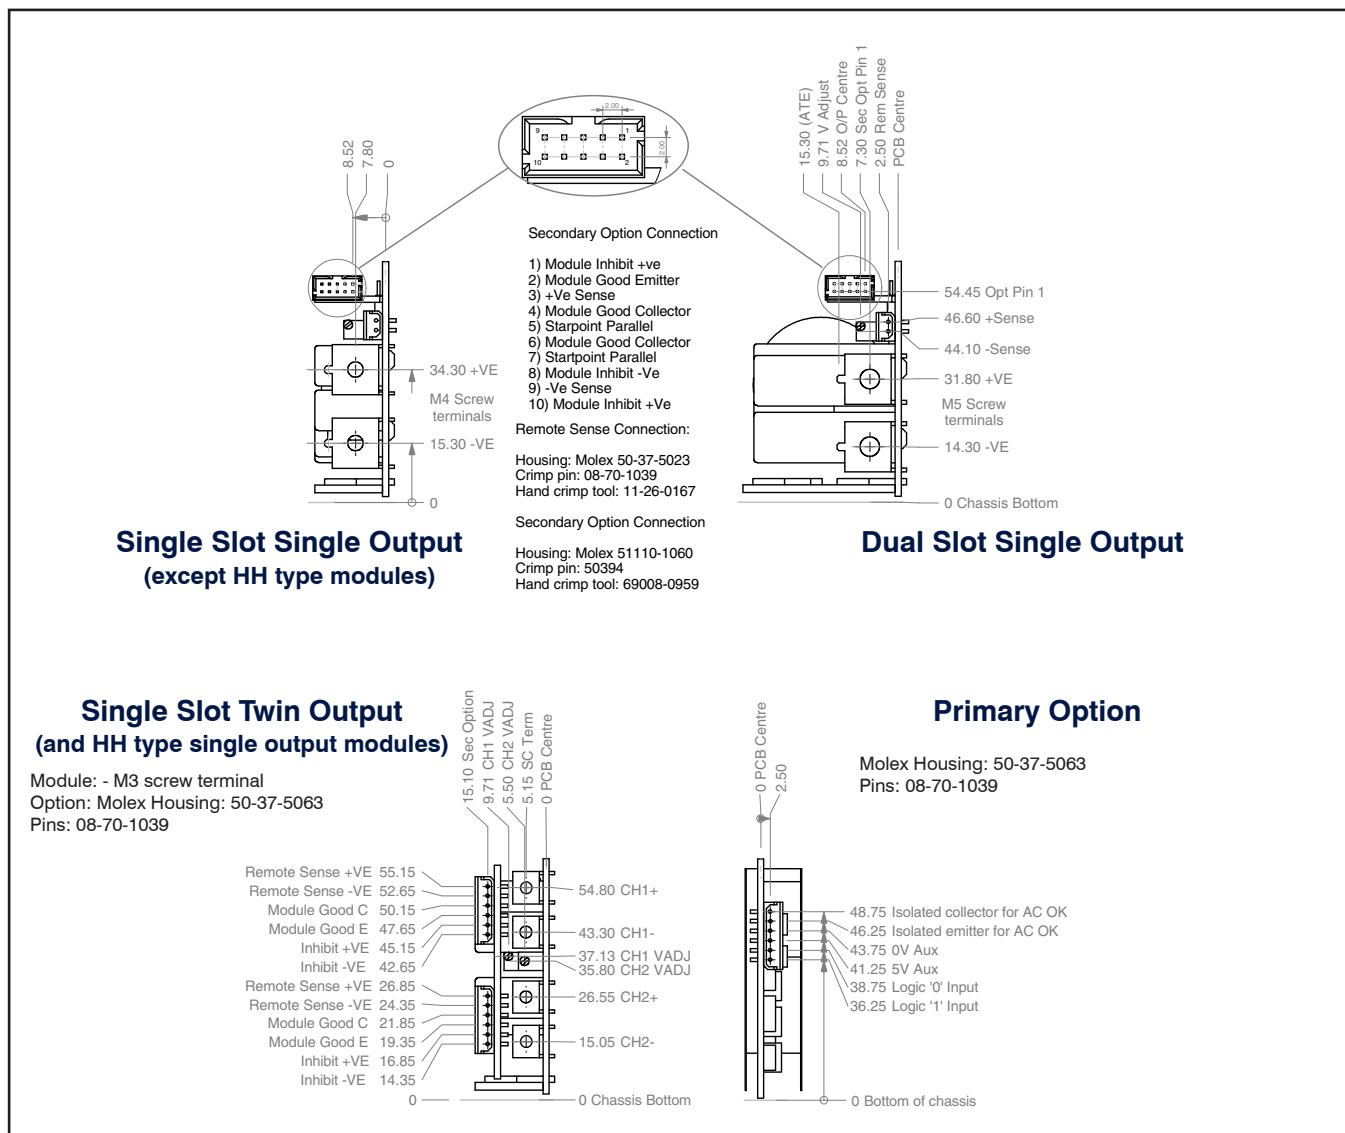 8.52
7.80
0
9
1
10
2
2.00
2.00
15.30 (ATE)
9.71 V Adjust
8.52 O/P Centre
7.30 Sec Opt Pin 1
2.50 Rem Sense
PCB Centre
Secondary Option Connection
1) Module Inhibit +ve
2) Module Good Emitter
3) +Ve Sense
4) Module Good Collector
5) Starpoint Parallel
6) Module Good Collector
7) Startpoint Parallel
8) Module Inhibit -Ve
9) -Ve Sense
10) Module Inhibit +Ve
Remote Sense Connection:
Housing: Molex 50-37-5023
Crimp pin: 08-70-1039
Hand crimp tool: 11-26-0167
Secondary Option Connection
Housing: Molex 51110-1060
Crimp pin: 50394
Hand crimp tool: 69008-0959
34.30 +VE
M4 Screw
terminals
15.30 -VE
0
54.45 Opt Pin 1
46.60 +Sense
44.10 -Sense
31.80 +VE
M5 Screw
terminals
14.30 -VE
0 Chassis Bottom
Single Slot Single Output
(except HH type modules)
Dual Slot Single Output
Single Slot Twin Output
(and HH type single output modules)
Module: - M3 screw terminal
Option: Molex Housing: 50-37-5063
Pins: 08-70-1039
15.10 Sec Option
9.71 CH1 VADJ
5.50 CH2 VADJ
5.15 SC Term
0 PCB Centre
Remote Sense +VE 55.15
Remote Sense -VE 52.65
Module Good C 50.15
Module Good E 47.65
Inhibit +VE 45.15
Inhibit -VE 42.65
Remote Sense +VE 26.85
Remote Sense -VE 24.35
Module Good C 21.85
Module Good E 19.35
Inhibit +VE 16.85
Inhibit -VE 14.35
0
54.80 CH1+
43.30 CH1-
37.13 CH1 VADJ
35.80 CH2 VADJ
26.55 CH2+
15.05 CH2-
0 Chassis Bottom
Primary Option
Molex Housing: 50-37-5063
Pins: 08-70-1039
0 PCB Centre
2.50
48.75 Isolated collector for AC OK
46.25 Isolated emitter for AC OK
43.75 0V Aux
41.25 5V Aux
38.75 Logic '0' Input
36.25 Logic '1' Input
0 Bottom of chassis